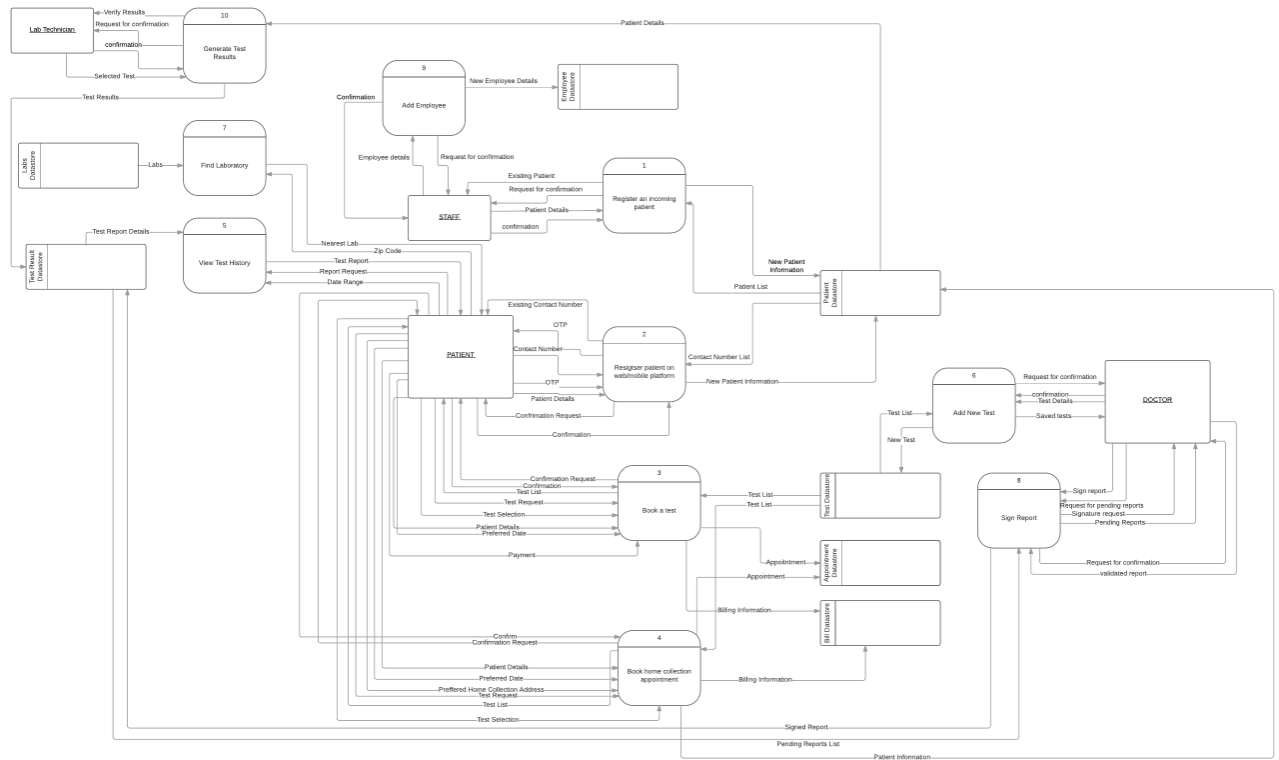 Verify Results
10
Patient Details
Lab Technician
Request for confirmation
Generate Test
Results
confirmation
Selected Test
Test Results
9
New Employee Details
Employee
Datastore
Confirmation
Add Employee
7
Labs
Datastore
Labs
Find Laboratory
Employee details
Request for confirmation
1
Existing Patient
Request for confirmation
Register an incoming
patient
STAFF
Patient Details
confirmation
5
Test Report Details
Nearest Lab
Zip Code
Test Result
Datastore
View Test History
Test Report
Report Request
Date Range
New Patient
Information
Patient List
Patient
Datastore
Existing Contact Number
OTP
2
PATIENT
Contact Number
Contact Number List
Resigtser patient on
web/mobile platform
OTP
New Patient Information
Patient Details
Confrimation Request
Confirmation
6
Request for confirmation
confirmation
Test Details
DOCTOR
Test List
Add New Test
Saved tests
New Test
3
Confirmation Request
Confirmation
Test List
Test Request
Book a test
Test Selection
Patient Details
Preferred Date
Payment
Test List
Test List
Test Datastore
8
Sign report
Request for pending reports
Signature request
Sign Report
Pending Reports
Appointment
Appointment
Appointment
Datastore
Request for confirmation
validated report
Billing Information
Bill Datastore
4
Confirm
Confirmation Request
Book home collection
appointment
Patient Details
Preferred Date
Billing Information
Preffered Home Collection Address
Test Request
Test List
Test Selection
Signed Report
Pending Reports List
Patient Information